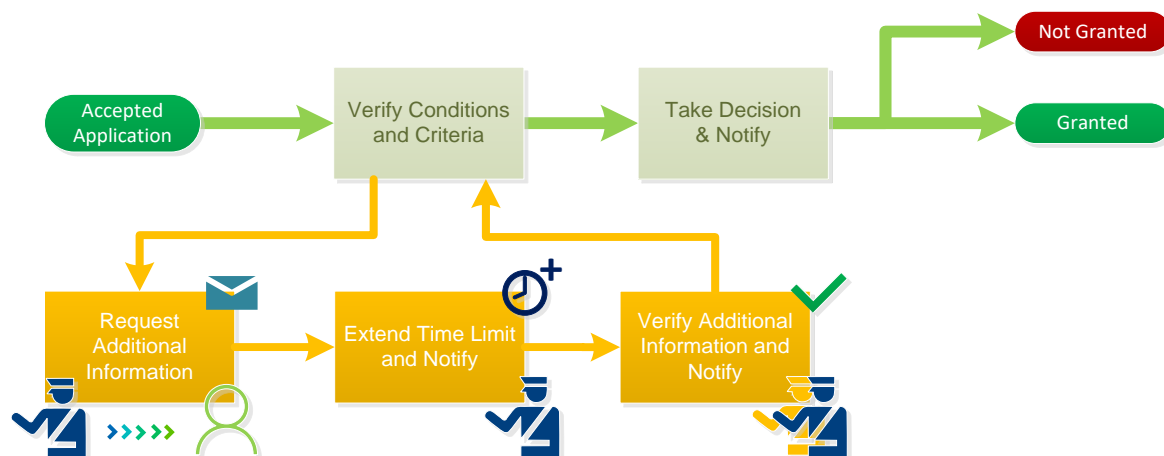 Not Granted
Accepted
Application
Verify Conditions
and Criteria
Take Decision
& Notify
Granted
Request
Additional
Information
Extend Time Limit
and Notify
Verify Additional
Information and
Notify